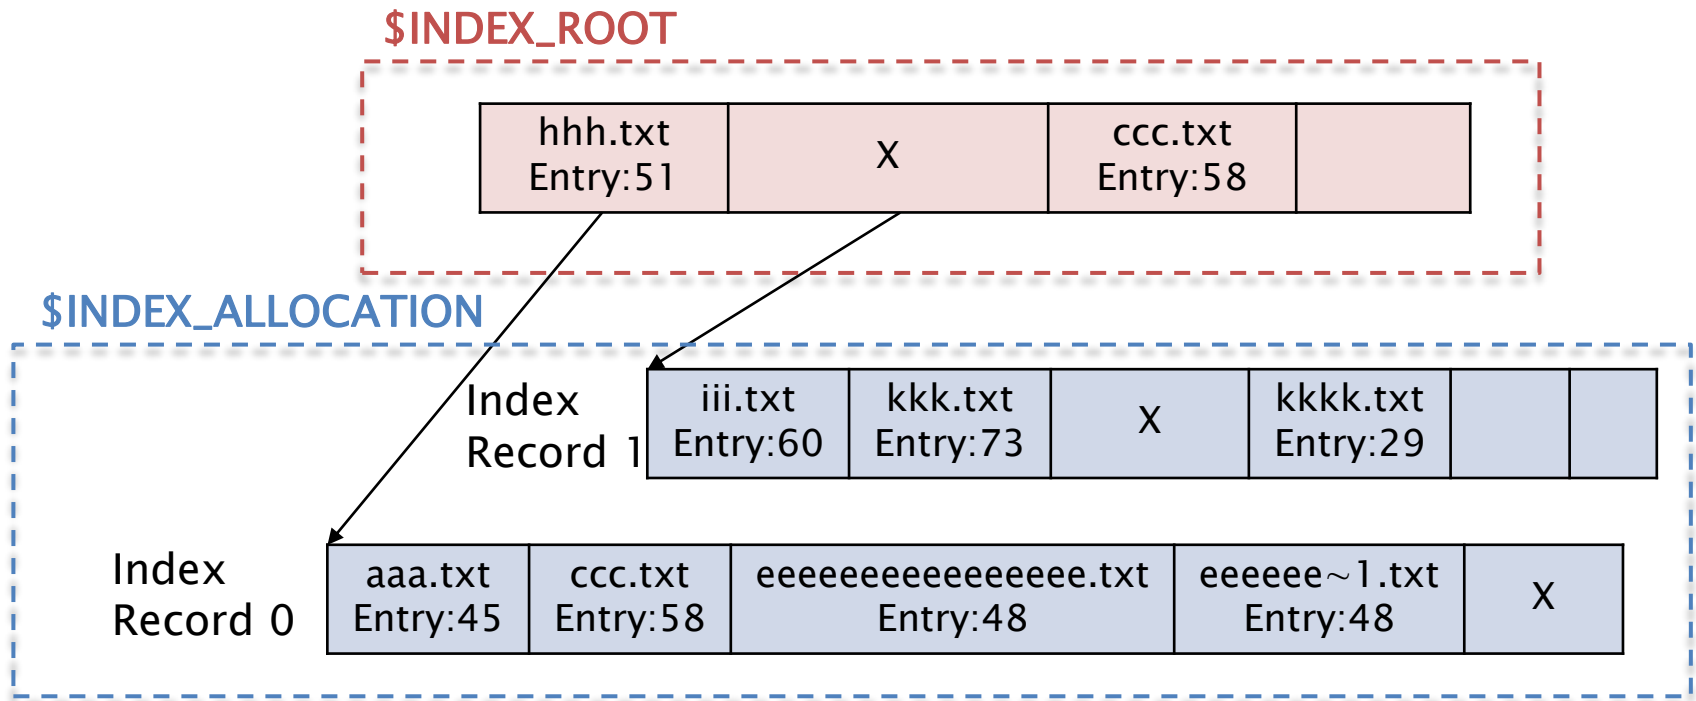 $INDEX_ROOT
hhh.txt
Entry:51
X
ccc.txt
Entry:58
$INDEX_ALLOCATION
Index
Record 1
iii.txt
Entry:60
kkk.txt
Entry:73
X
kkkk.txt
Entry:29
Index
Record 0
aaa.txt
Entry:45
ccc.txt
Entry:58
eeeeeeeeeeeeeeee.txt
Entry:48
eeeeee~1.txt
Entry:48
X